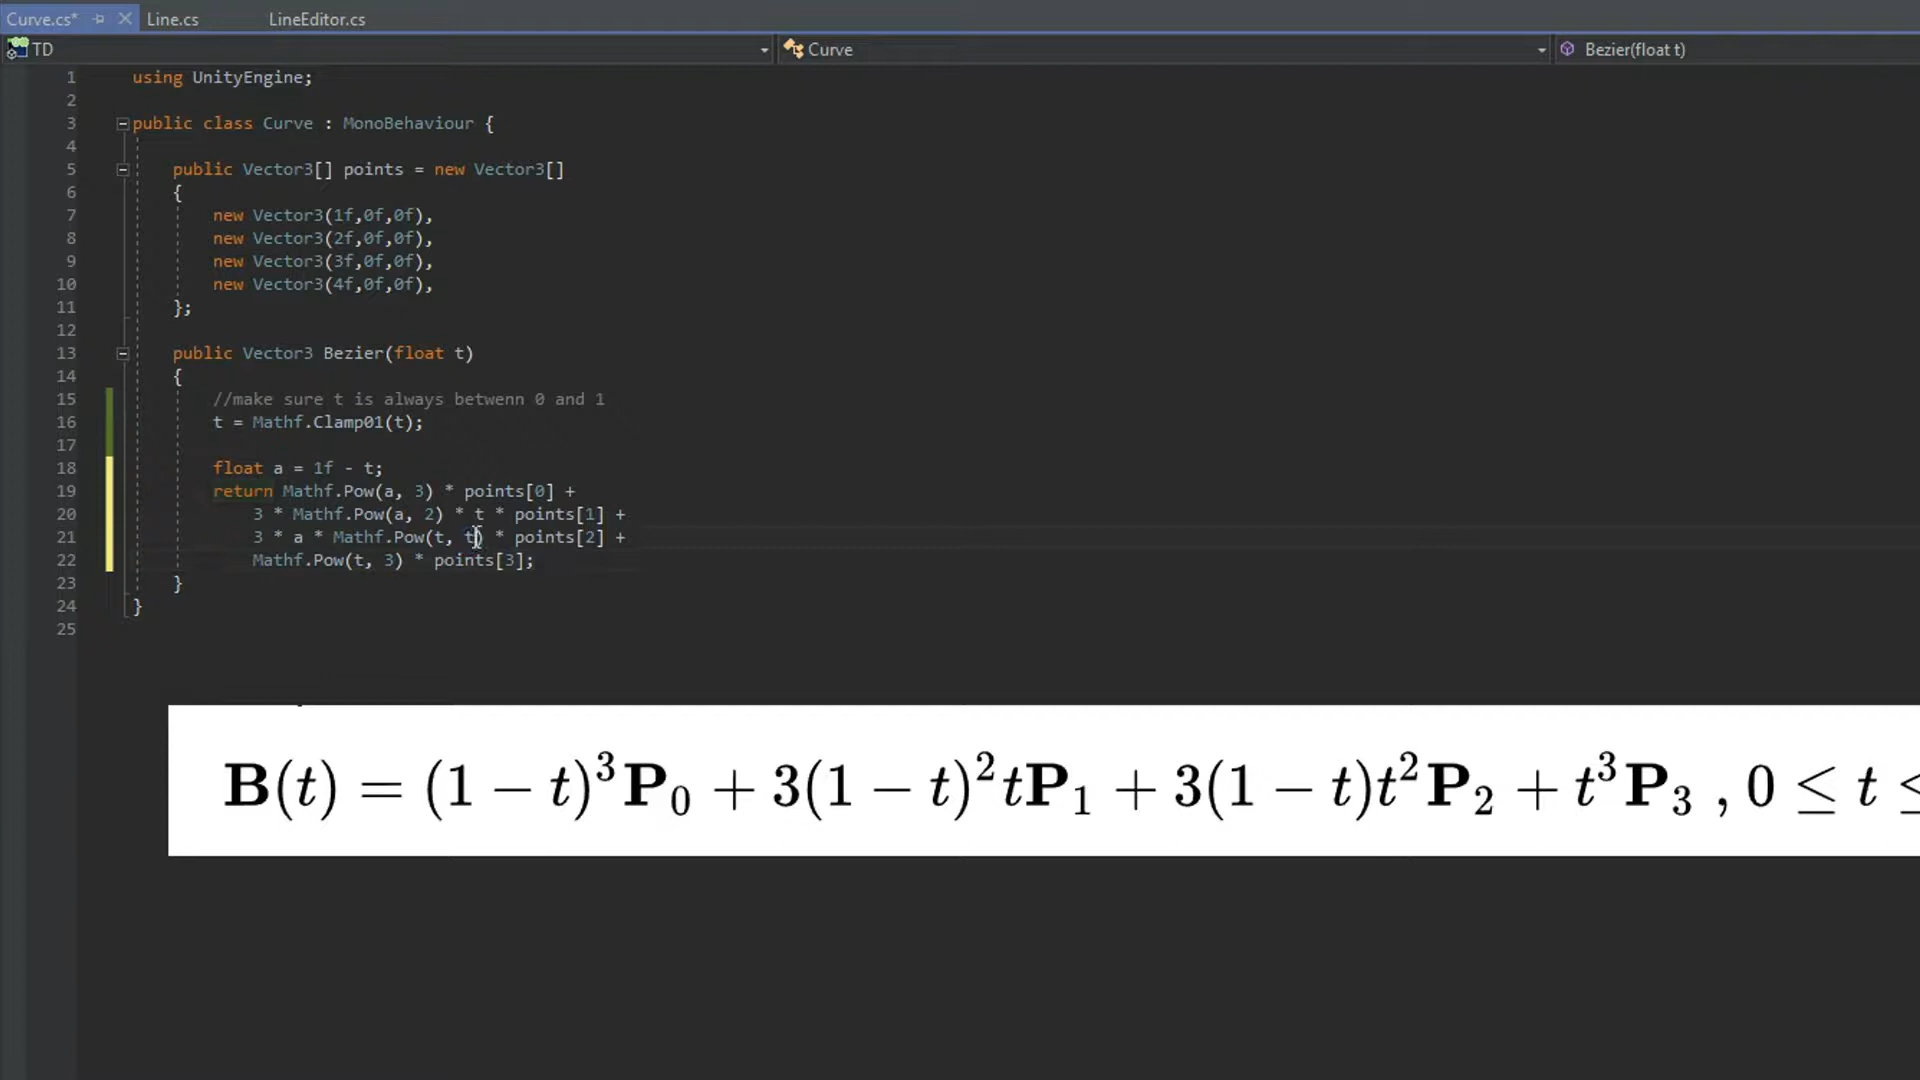 Curve.cs* Line.cs LineEditor.cs
TD Curve Bezier(float t)
1 using UnityEngine;
2
3 public class Curve : MonoBehaviour {
4
5 public Vector3[] points = new Vector3[]
6 {
7 new Vector3(1f,0f,0f),
8 new Vector3(2f,0f,0f),
9 new Vector3(3f,0f,0f),
10 new Vector3(4f,0f,0f),
11 };
12
13 public Vector3 Bezier(float t)
14 {
15 //make sure t is always betwenn 0 and 1
16 t = Mathf.Clamp01(t);
17
18 float a = 1f - t;
19 return Mathf.Pow(a, 3) * points[0] +
20 3 * Mathf.Pow(a, 2) * t * points[1] +
21 3 * a * Mathf.Pow(t, t) * points[2] +
22 Mathf.Pow(t, 3) * points[3];
23 }
24 }
25
B(t) = (1 − t)³P₀ + 3(1 − t)²tP₁ + 3(1 − t)t²P₂ + t³P₃ , 0 ≤ t ≤